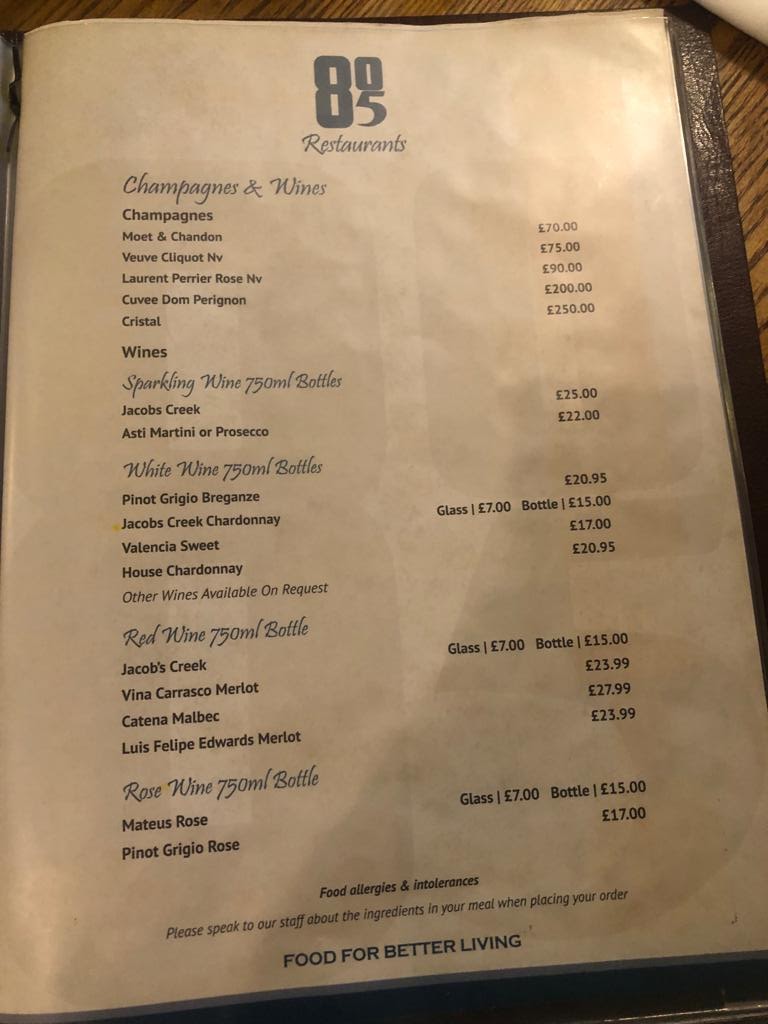 805
Restaurants
Champagnes & Wines
Champagnes
Moet & Chandon £70.00
Veuve Cliquot Nv £75.00
Laurent Perrier Rose Nv £90.00
Cuvee Dom Perignon £200.00
Cristal £250.00
Wines
Sparkling Wine 750ml Bottles
Jacobs Creek £25.00
Asti Martini or Prosecco £22.00
White Wine 750ml Bottles
Pinot Grigio Breganze £20.95
Jacobs Creek Chardonnay Glass | £7.00 Bottle | £15.00
Valencia Sweet £17.00
House Chardonnay £20.95
Other Wines Available On Request
Red Wine 750ml Bottle
Jacob's Creek Glass | £7.00 Bottle | £15.00
Vina Carrasco Merlot £23.99
Catena Malbec £27.99
Luis Felipe Edwards Merlot £23.99
Rose Wine 750ml Bottle
Mateus Rose Glass | £7.00 Bottle | £15.00
Pinot Grigio Rose £17.00
Food allergies & intolerances
Please speak to our staff about the ingredients in your meal when placing your order
FOOD FOR BETTER LIVING